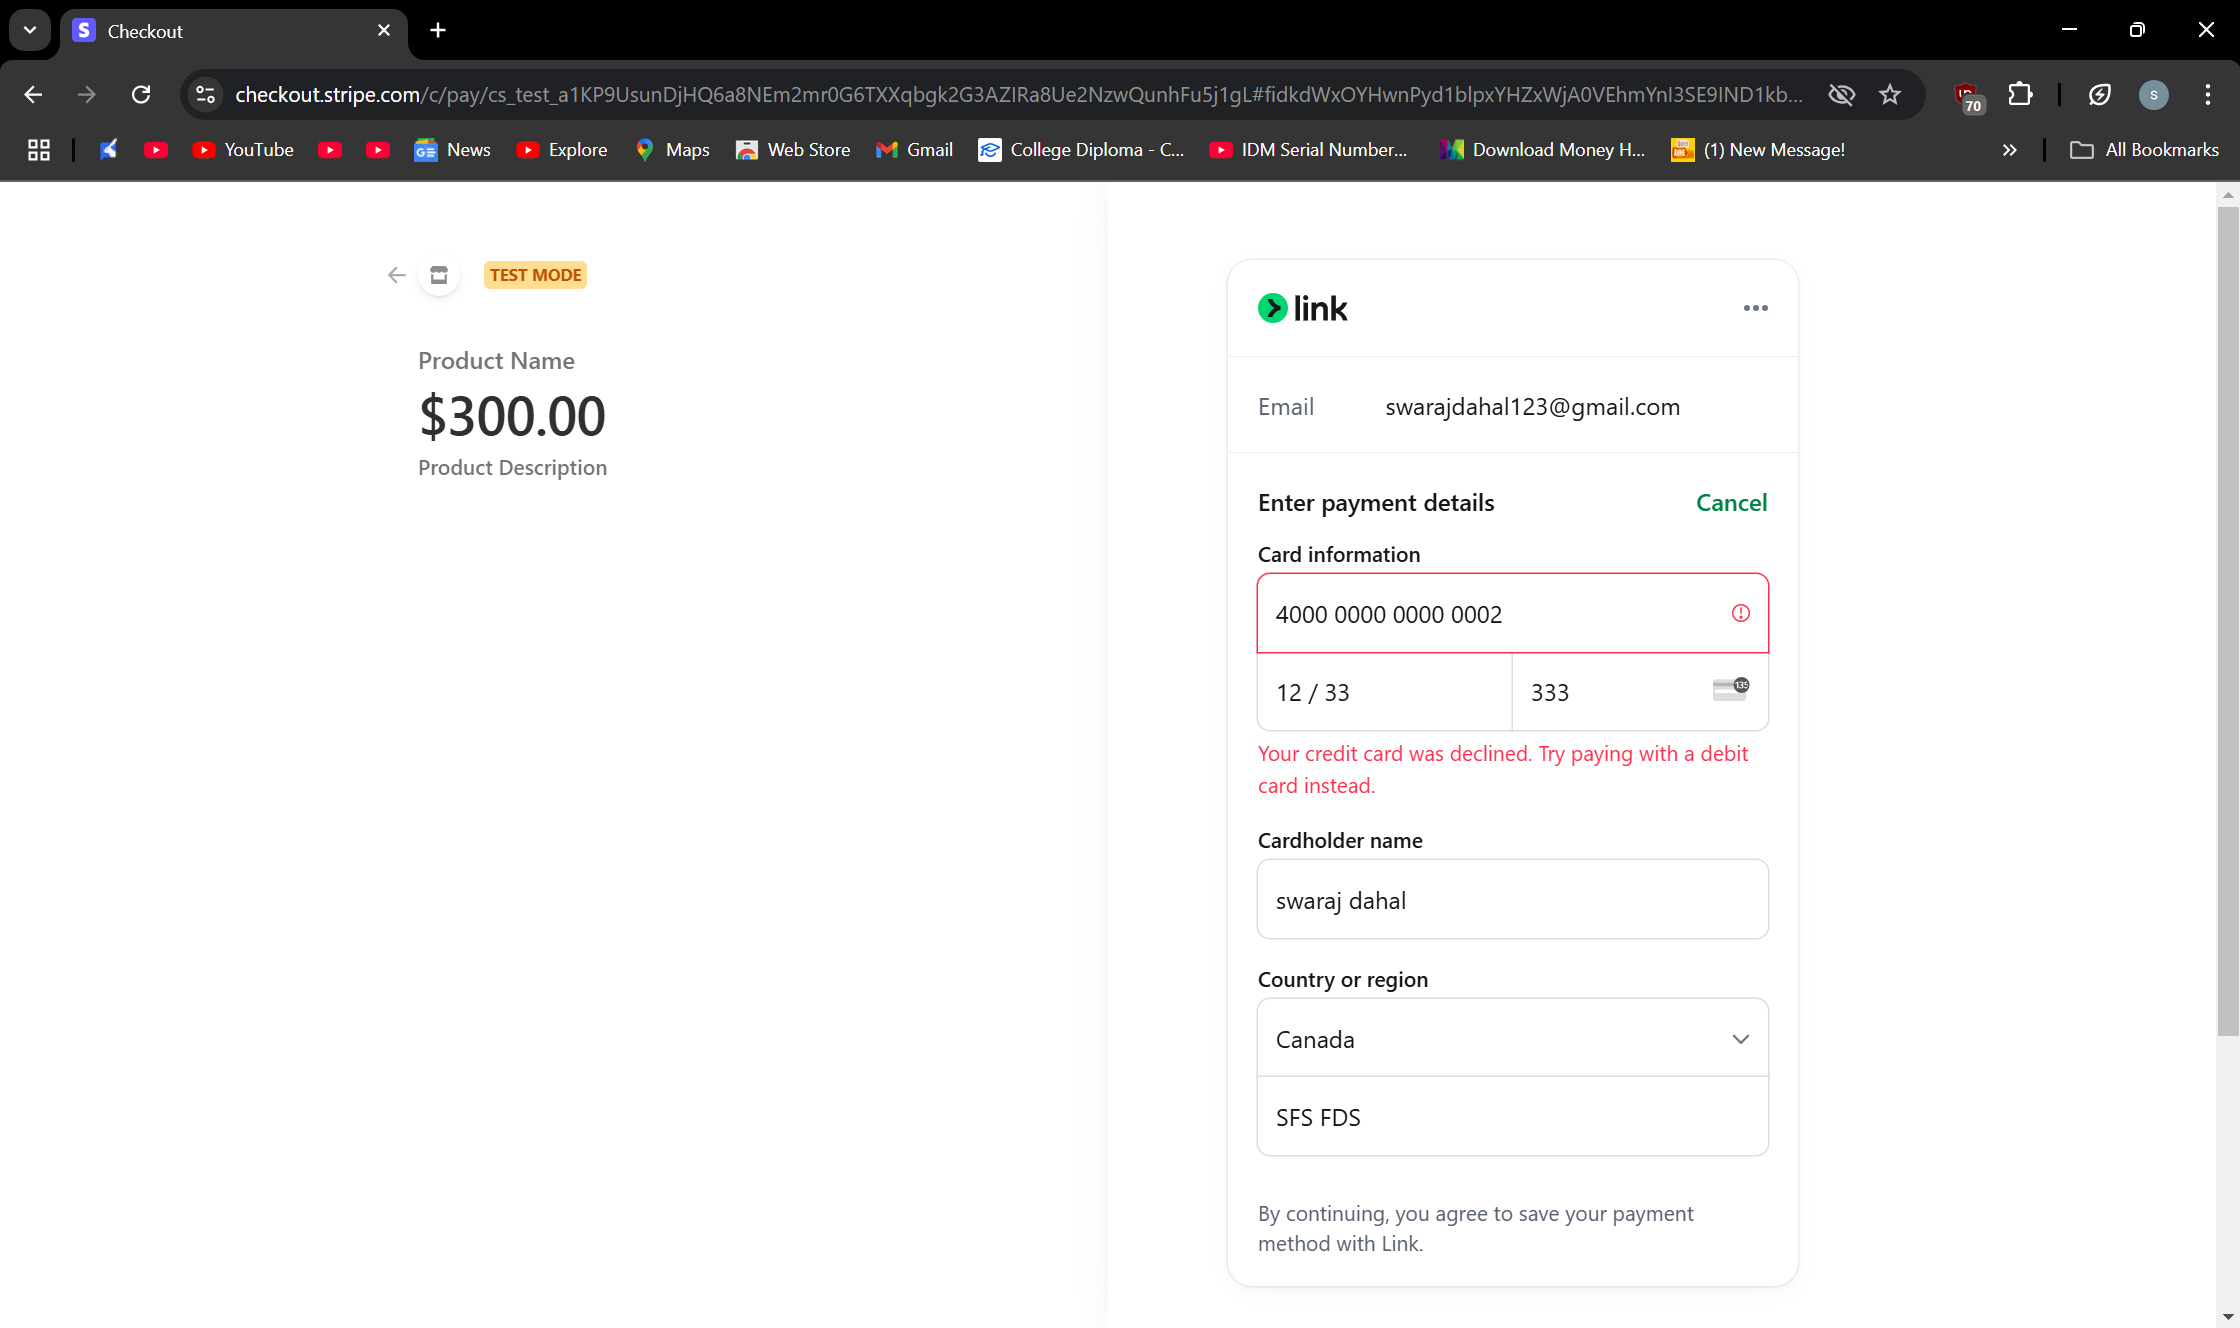 Checkout
checkout.stripe.com/c/pay/cs_test_a1KP9UsunDjHQ6a8NEm2mr0G6TXXqbgk2G3AZIRa8Ue2NzwQunhFu5j1gL#fidkdWxOYHwnPyd1blpxYHZxWjA0VEhmYnI3SE9IND1kb...
70
s
YouTube
News
Explore
Maps
Web Store
Gmail
College Diploma - C...
IDM Serial Number...
Download Money H...
(1) New Message!
All Bookmarks
TEST MODE
Product Name
$300.00
Product Description
link
Email swarajdahal123@gmail.com
Enter payment details Cancel
Card information
4000 0000 0000 0002
12 / 33 333 135
Your credit card was declined. Try paying with a debit
card instead.
Cardholder name
swaraj dahal
Country or region
Canada
SFS FDS
By continuing, you agree to save your payment
method with Link.